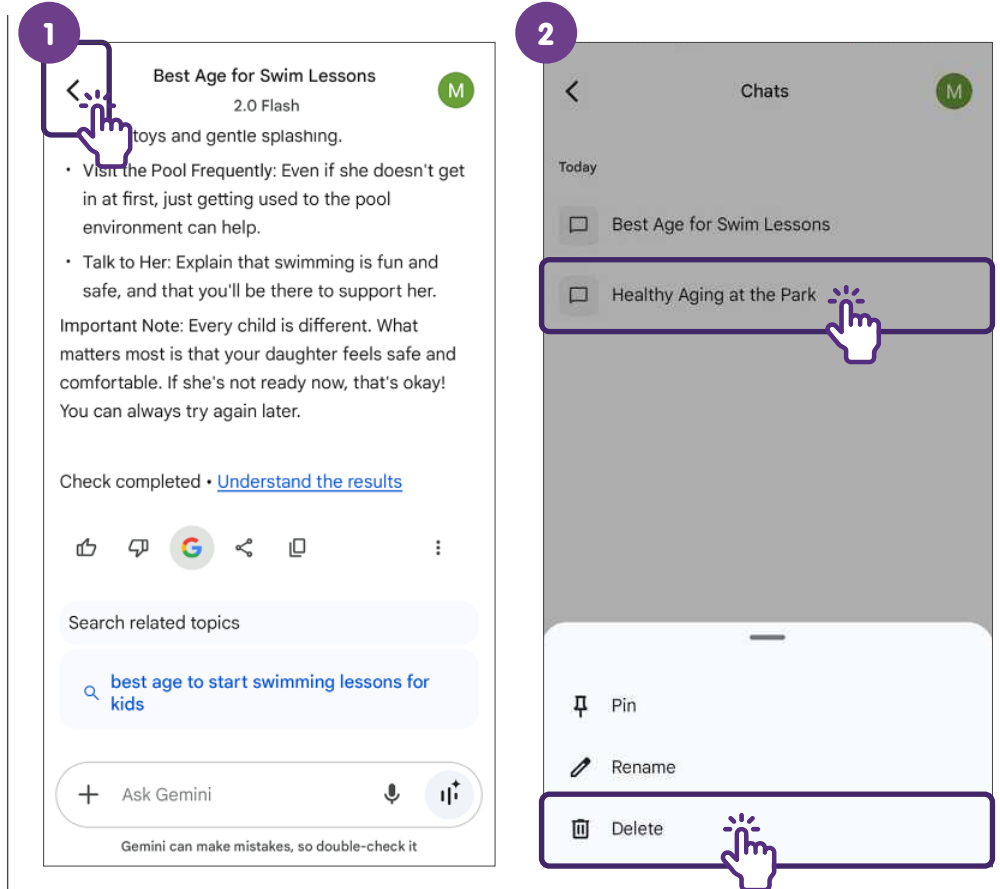 1
Best Age for Swim Lessons
M
2.0 Flash
toys and gentle splashing.
• Visit the Pool Frequently: Even if she doesn't get
in at first, just getting used to the pool
environment can help.
• Talk to Her: Explain that swimming is fun and
safe, and that you'll be there to support her.
Important Note: Every child is different. What
matters most is that your daughter feels safe and
comfortable. If she's not ready now, that's okay!
You can always try again later.
Check completed • Understand the results
G
Search related topics
best age to start swimming lessons for
kids
Ask Gemini
Gemini can make mistakes, so double-check it
2
Chats
M
Today
Best Age for Swim Lessons
Healthy Aging at the Park
Pin
Rename
Delete